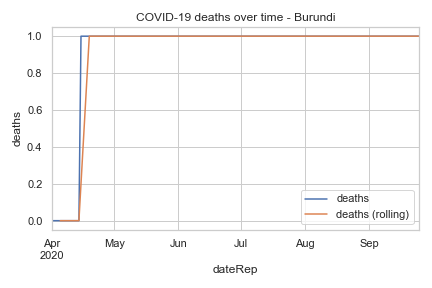 COVID-19 deaths over time - Burundi
1.0
0.8
0.6
0.4
0.2
0.0
deaths
deaths
deaths (rolling)
Apr
2020
May
Jun
Jul
Aug
Sep
dateRep